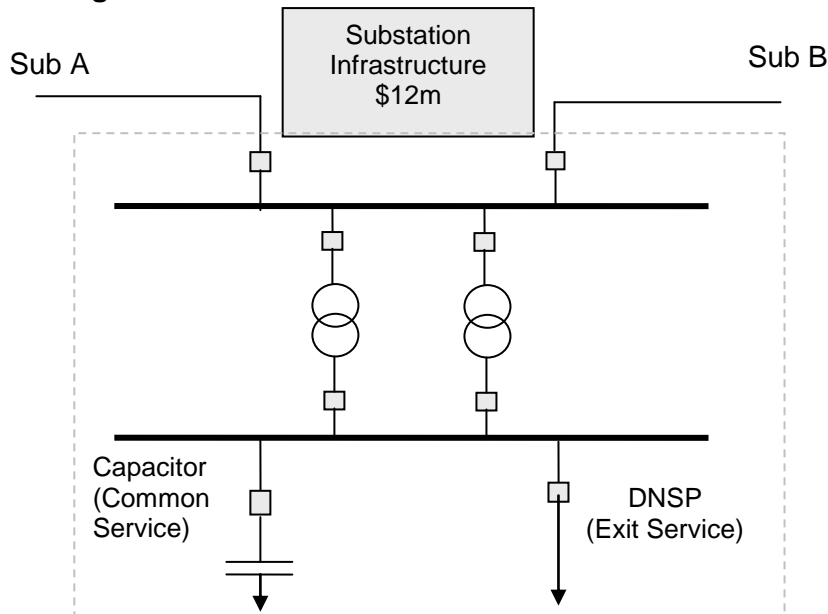 Substation
Infrastructure
$12m
Sub A
Sub B
Capacitor
(Common
Service)
DNSP
(Exit Service)